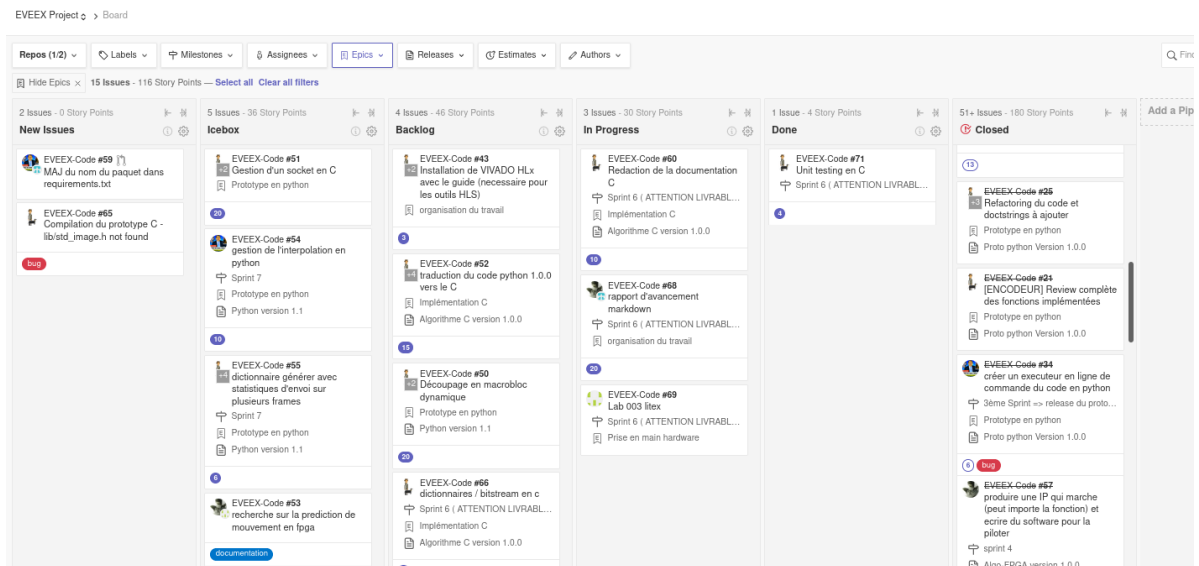 EVEEX Project > Board
Repos (1/2) Labels Milestones Assignees Epics Releases Estimates Authors
Hide Epics × 15 Issues - 116 Story Points — Select all Clear all filters
2 Issues - 0 Story Points
New Issues
EVEEX-Code #59
MAJ du nom du paquet dans
requirements.txt
EVEEX-Code #65
Compilation du prototype C -
lib/std_image.h not found
bug
5 Issues - 36 Story Points
Icebox
EVEEX-Code #51
+2
Gestion d'un socket en C
Prototype en python
20
EVEEX-Code #54
gestion de l'interpolation en
python
Sprint 7
Prototype en python
Python version 1.1
10
EVEEX-Code #55
+4
dictionnaire générer avec
statistiques d'envoi sur
plusieurs frames
Sprint 7
Prototype en python
Python version 1.1
6
EVEEX-Code #53
recherche sur la prediction de
mouvement en fpga
documentation
4 Issues - 46 Story Points
Backlog
EVEEX-Code #43
+2
Installation de VIVADO HLx
avec le guide (necessaire pour
les outils HLS)
organisation du travail
3
EVEEX-Code #52
+4
traduction du code python 1.0.0
vers le C
Implémentation C
Algorithme C version 1.0.0
15
EVEEX-Code #50
+2
Découpage en macrobloc
dynamique
Prototype en python
Python version 1.1
20
EVEEX-Code #66
dictionnaires / bitstream en c
Sprint 6 ( ATTENTION LIVRABL...
Implémentation C
Algorithme C version 1.0.0
3 Issues - 30 Story Points
In Progress
EVEEX-Code #60
Redaction de la documentation
C
Sprint 6 ( ATTENTION LIVRABL...
Implémentation C
Algorithme C version 1.0.0
10
EVEEX-Code #68
rapport d'avancement
markdown
Sprint 6 ( ATTENTION LIVRABL...
organisation du travail
20
EVEEX-Code #69
Lab 003 litex
Sprint 6 ( ATTENTION LIVRABL...
Prise en main hardware
1 Issue - 4 Story Points
Done
EVEEX-Code #71
Unit testing en C
Sprint 6 ( ATTENTION LIVRABL...
4
51+ Issues - 180 Story Points
Closed
13
EVEEX-Code #25
+3
Refactoring du code et
doctstrings à ajouter
Prototype en python
Proto python Version 1.0.0
EVEEX-Code #21
[ENCODEUR] Review complète
des fonctions implémentées
Prototype en python
Proto python Version 1.0.0
EVEEX-Code #34
créer un executeur en ligne de
commande du code en python
3ème Sprint => release du proto...
Prototype en python
Proto python Version 1.0.0
6 bug
EVEEX-Code #57
produire une IP qui marche
(peut importe la fonction) et
ecrire du software pour la
piloter
sprint 4
Algo-FPGA version 1.0.0
Add a Pip
Find